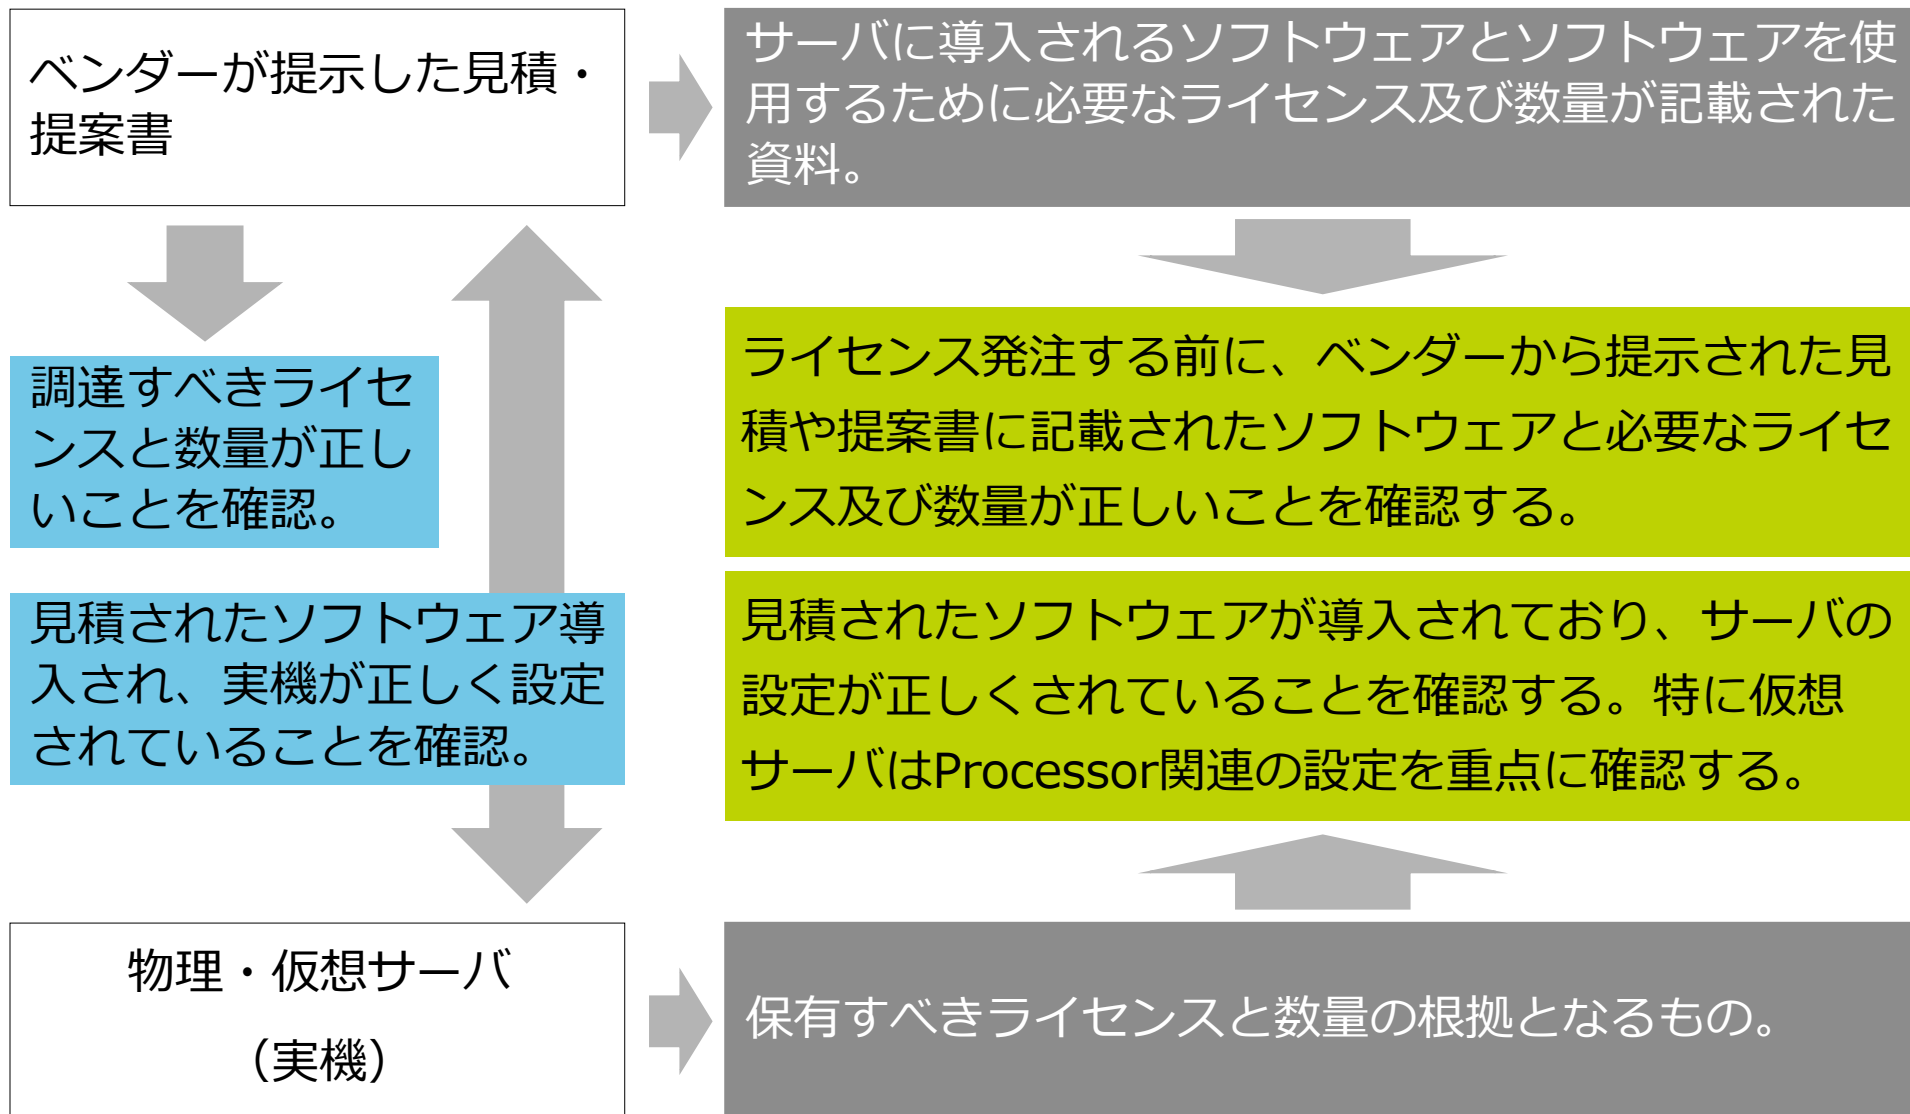 ベンダーが提示した見積・
提案書
サーバに導入されるソフトウェアとソフトウェアを使
用するために必要なライセンス及び数量が記載された
資料。
調達すべきライセ
ンスと数量が正し
いことを確認。
ライセンス発注する前に、ベンダーから提示された見
積や提案書に記載されたソフトウェアと必要なライセ
ンス及び数量が正しいことを確認する。
見積されたソフトウェア導
入され、実機が正しく設定
されていることを確認。
見積されたソフトウェアが導入されており、サーバの
設定が正しくされていることを確認する。特に仮想
サーバはProcessor関連の設定を重点に確認する。
物理・仮想サーバ
（実機）
保有すべきライセンスと数量の根拠となるもの。